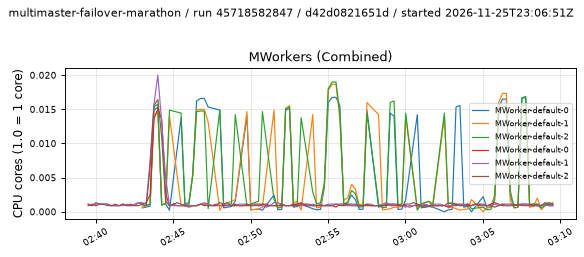 multimaster-failover-marathon / run 45718582847 / d42d0821651d / started 2026-11-25T23:06:51Z
MWorkers (Combined)
CPU cores (1.0 = 1 core)
0.020
0.015
0.010
0.005
0.000
MWorker-default-0
MWorker-default-1
MWorker-default-2
MWorker-default-0
MWorker-default-1
MWorker-default-2
02:40
02:45
02:50
02:55
03:00
03:05
03:10